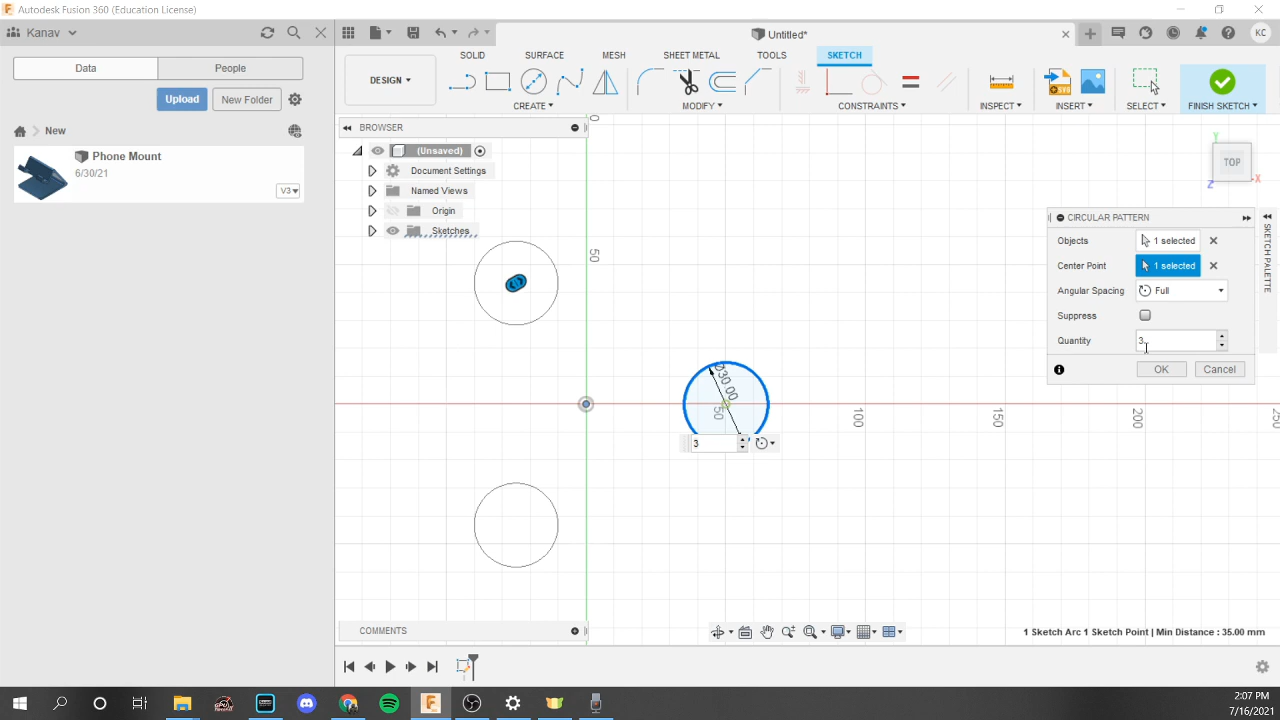 Autodesk Fusion 360 (Education License)
Kanav
Untitled*
KC
Data
People
Upload
New Folder
New
Phone Mount
6/30/21
V3
DESIGN
SOLID
SURFACE
MESH
SHEET METAL
TOOLS
SKETCH
CREATE
MODIFY
CONSTRAINTS
INSPECT
INSERT
SELECT
FINISH SKETCH
BROWSER
(Unsaved)
Document Settings
Named Views
Origin
Sketches
0
50
TOP
Y
X
Z
CIRCULAR PATTERN
Objects
1 selected
Center Point
1 selected
Angular Spacing
Full
Suppress
Quantity
3
OK
Cancel
SKETCH PALETTE
Ø30.00
50
100
150
200
250
3
COMMENTS
1 Sketch Arc 1 Sketch Point | Min Distance : 35.00 mm
2:07 PM
7/16/2021